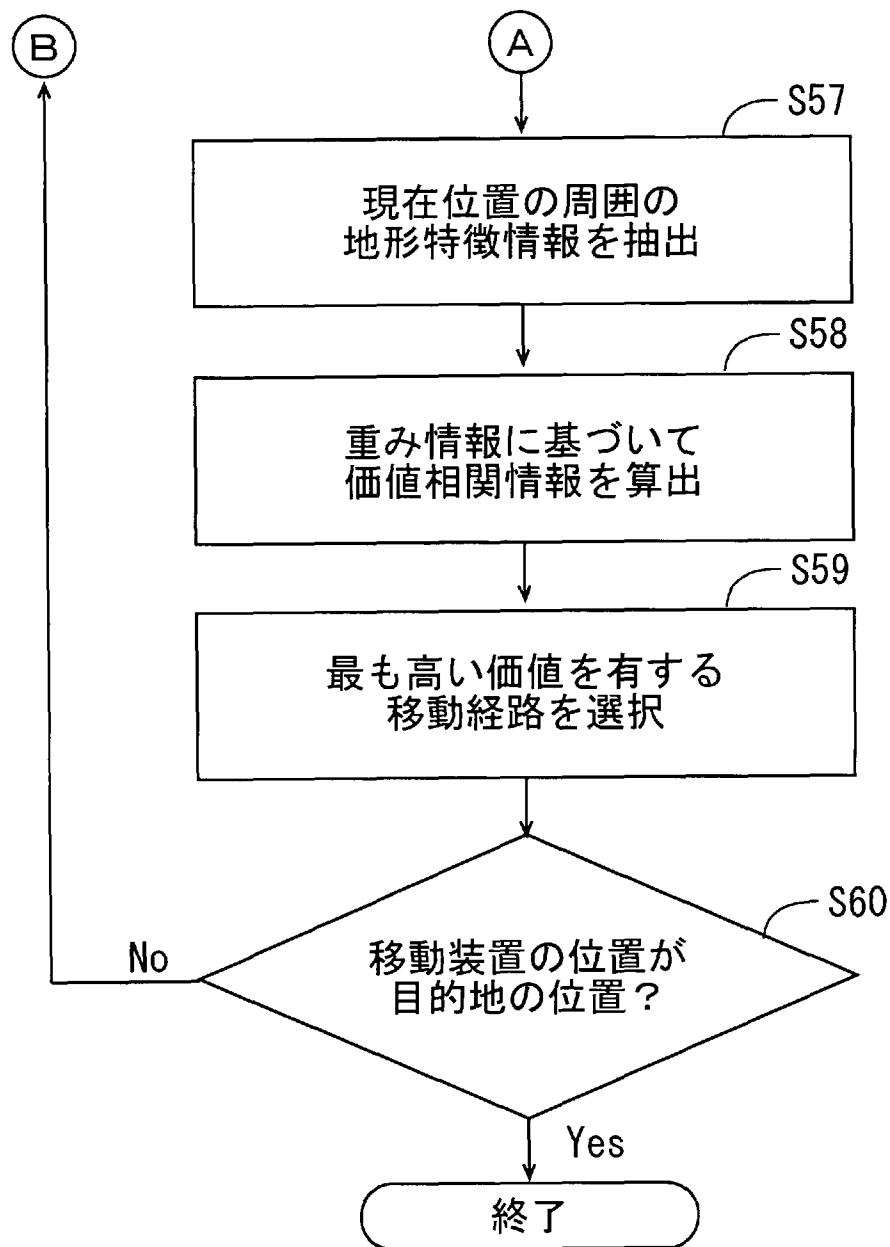 B
A
S57
現在位置の周囲の
地形特徴情報を抽出
S58
重み情報に基づいて
価値相関情報を算出
S59
最も高い価値を有する
移動経路を選択
S60
移動装置の位置が
目的地の位置?
No
Yes
終了